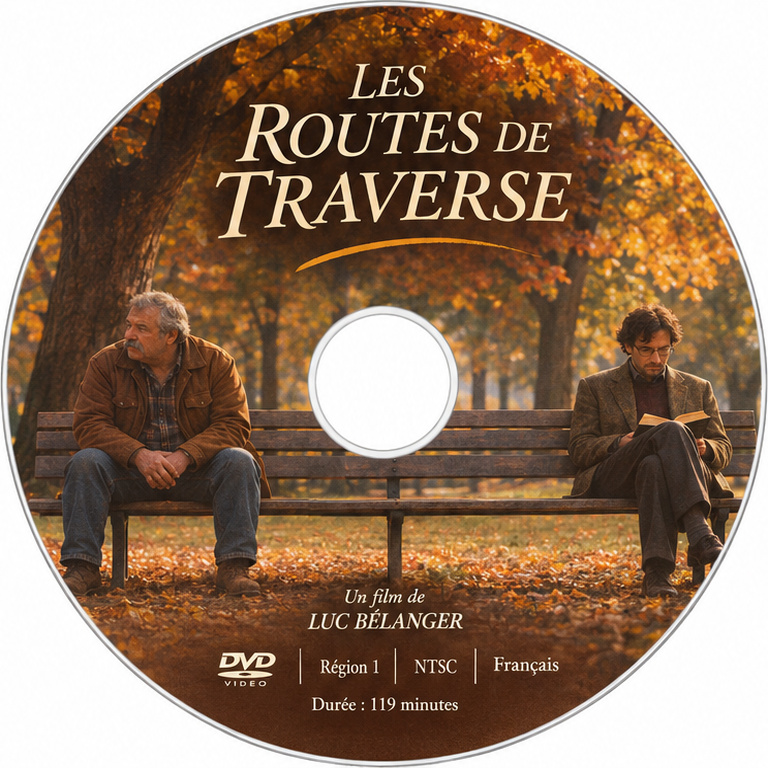 LES
ROUTES DE
TRAVERSE
Un film de
LUC BÉLANGER
DVD VIDEO | Région 1 | NTSC | Français
Durée : 119 minutes